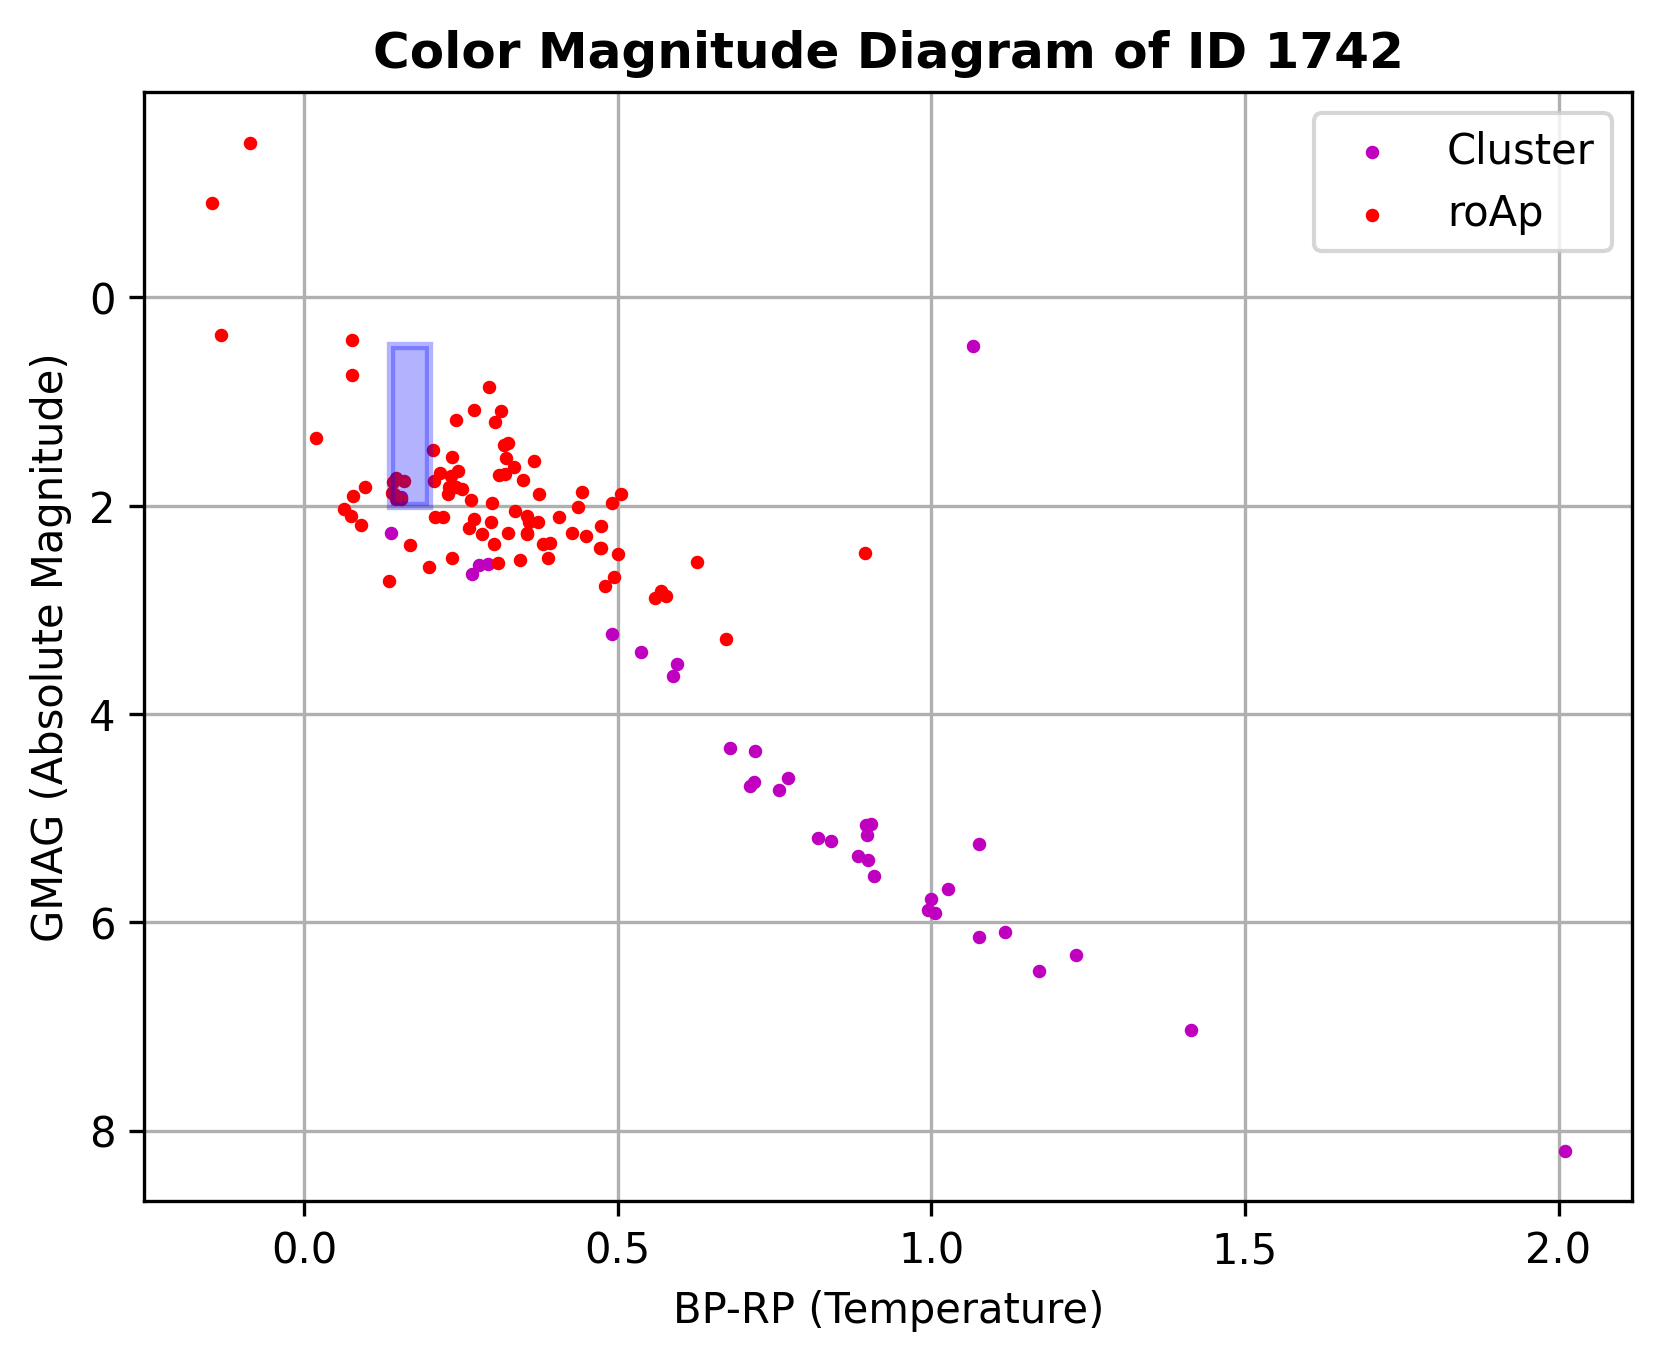 Color Magnitude Diagram of ID 1742
Cluster
roAp
GMAG (Absolute Magnitude)
0
2
4
6
8
0.0 0.5 1.0 1.5 2.0
BP-RP (Temperature)